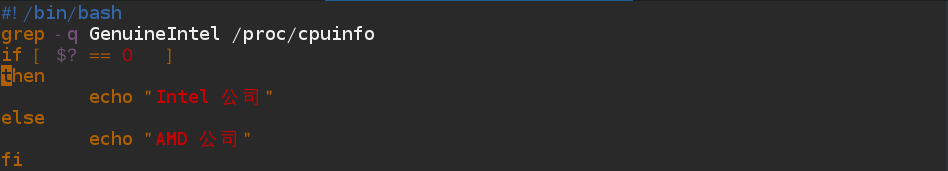 #!/bin/bash
grep -q GenuineIntel /proc/cpuinfo
if [ $? == 0  ]
then
        echo "Intel 公司"
else
        echo "AMD 公司"
fi